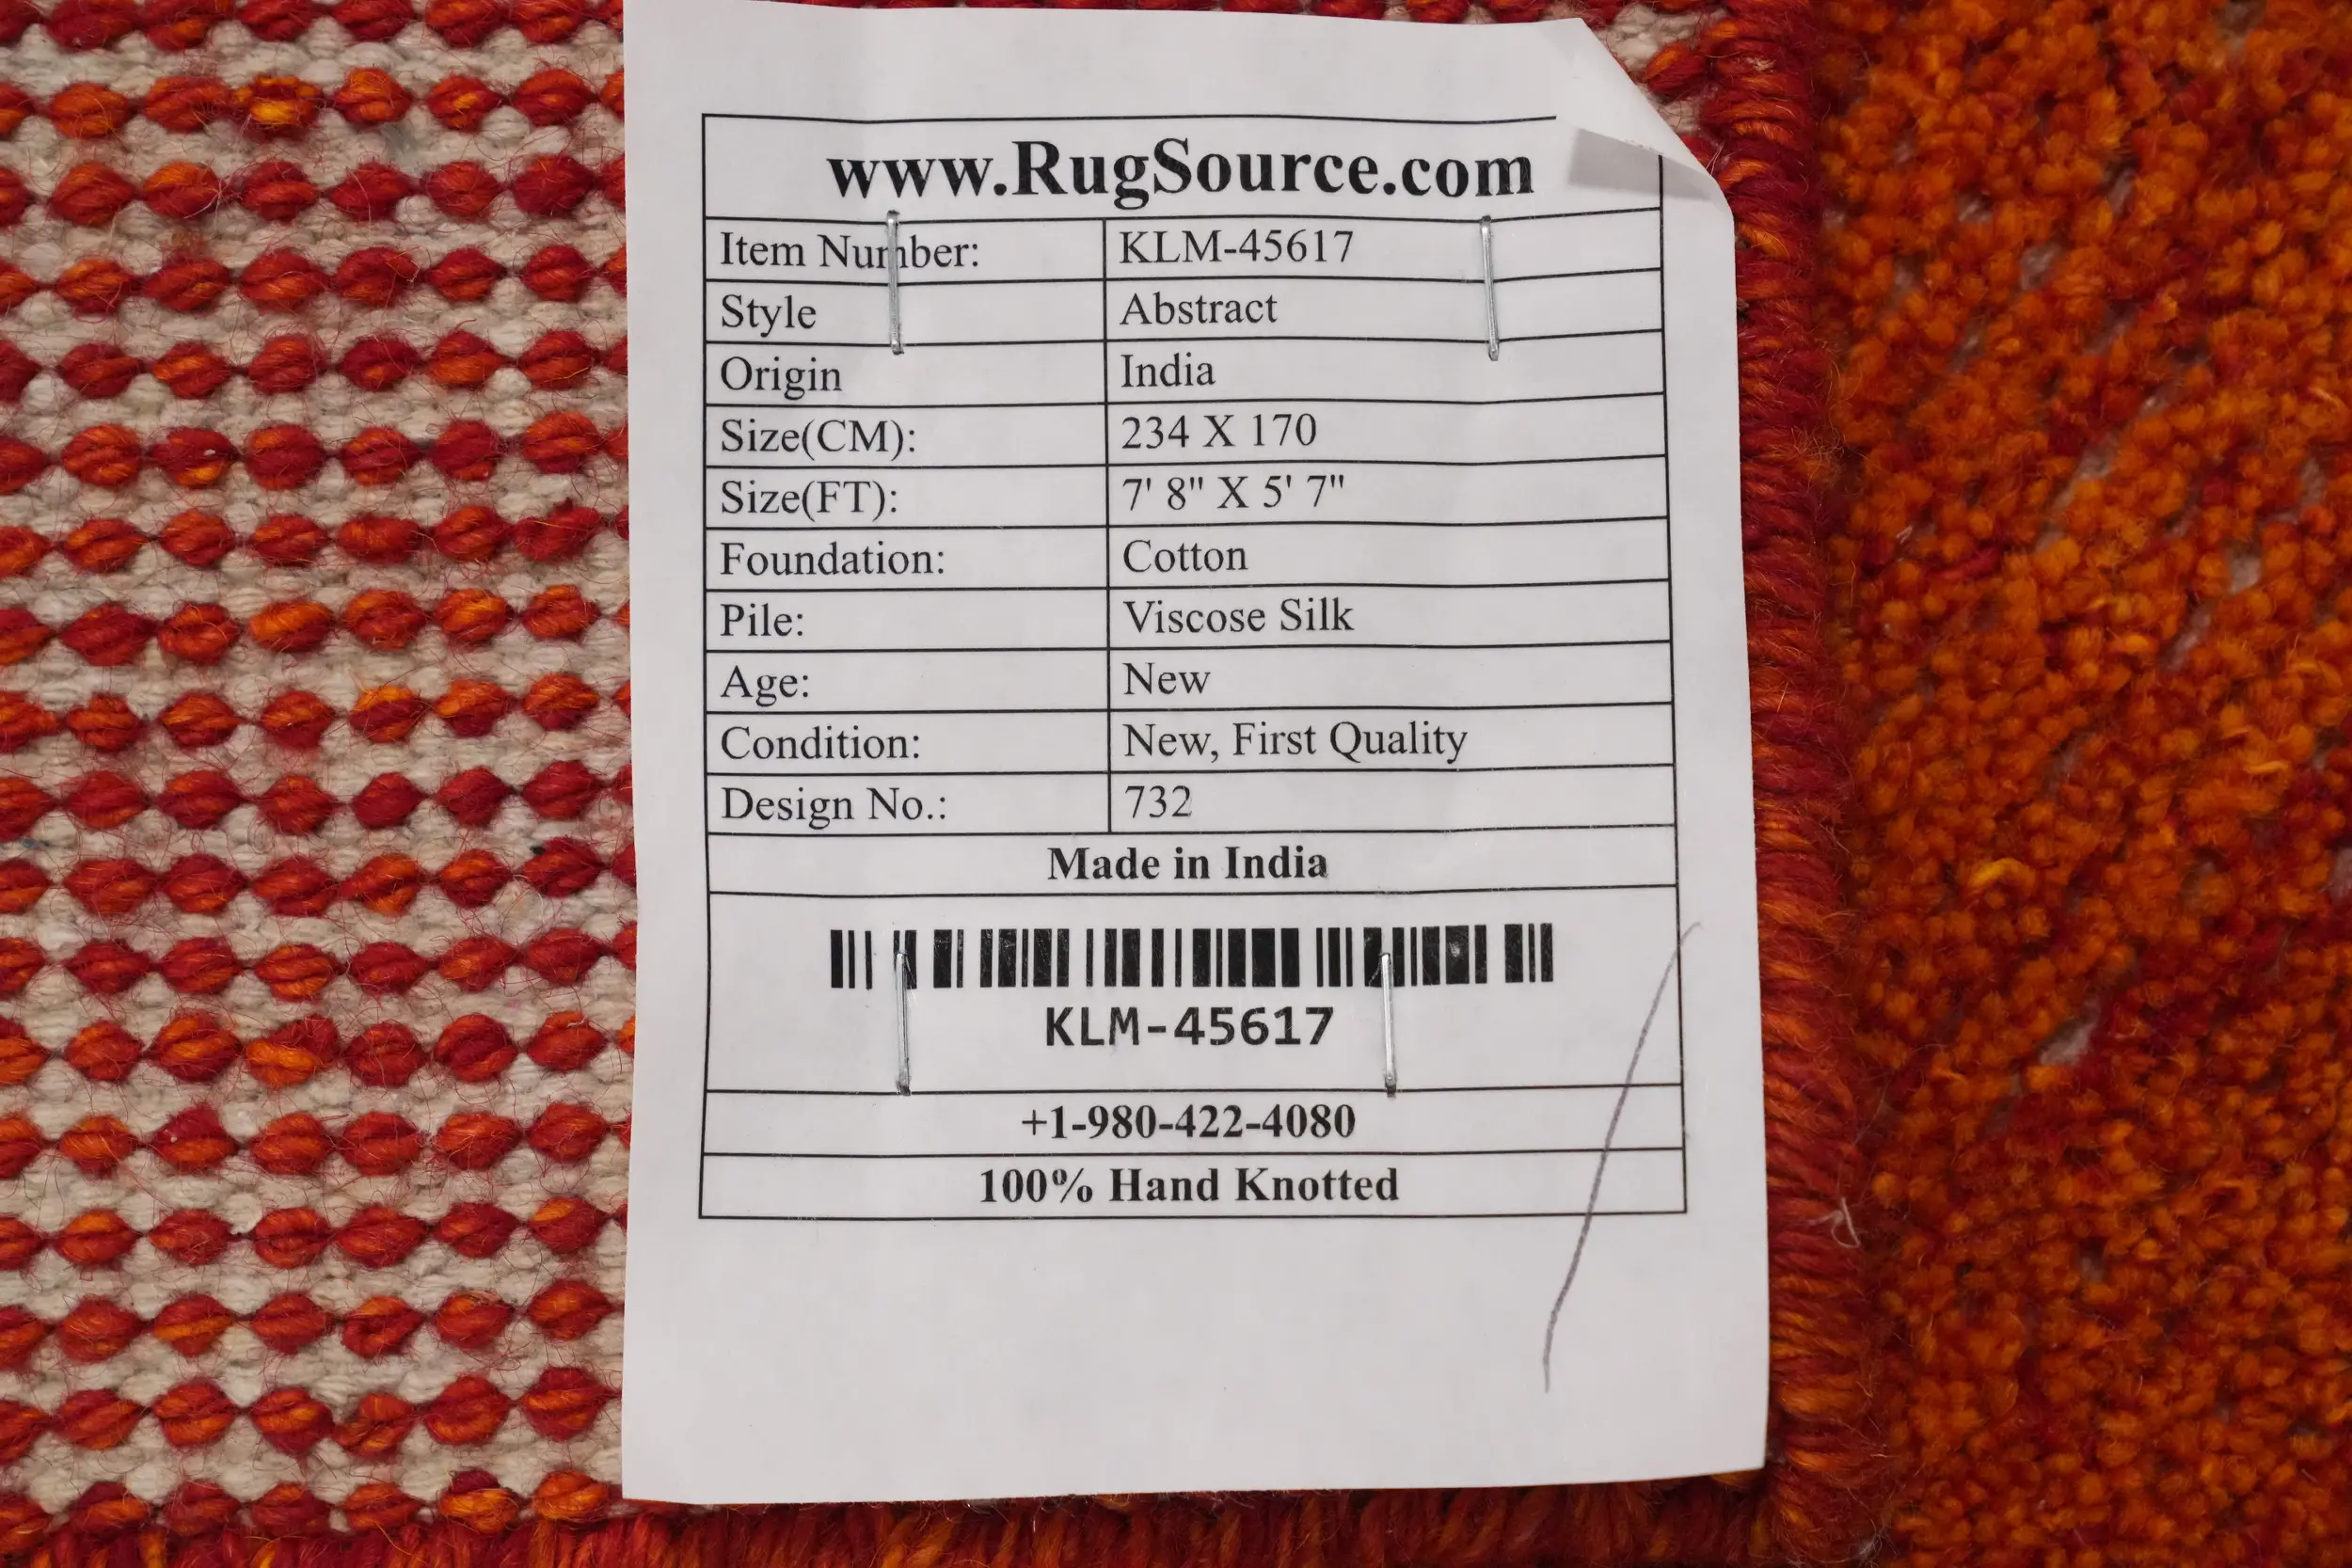 www.RugSource.com
Item Number: KLM-45617
Style Abstract
Origin India
Size(CM): 234 X 170
Size(FT): 7' 8" X 5' 7"
Foundation: Cotton
Pile: Viscose Silk
Age: New
Condition: New, First Quality
Design No.: 732
Made in India
KLM-45617
+1-980-422-4080
100% Hand Knotted